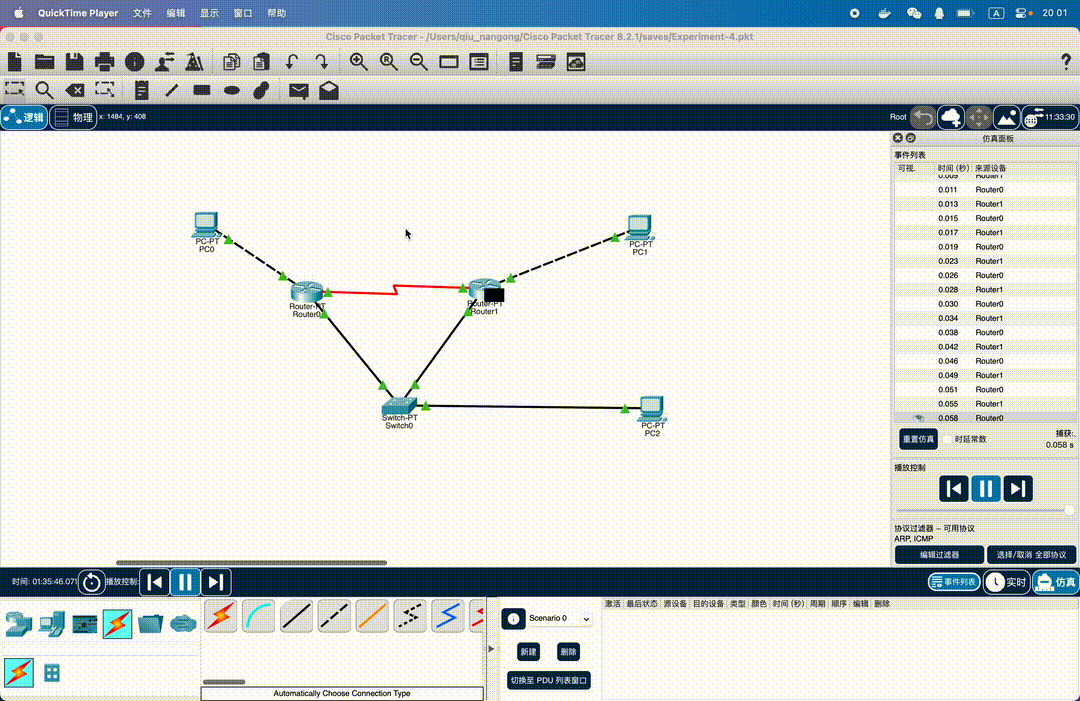 QuickTime Player 文件 编辑 显示 窗口 帮助 A 20 01
Cisco Packet Tracer - /Users/qiu_nangong/Cisco Packet Tracer 8.2.1/saves/Experiment-4.pkt
逻辑 物理 x: 1484, y: 408 Root 11:33:30
仿真面板
事件列表
可视. 时间 (秒) 来源设备
0.009 Router1
0.011 Router0
0.013 Router1
0.015 Router0
0.017 Router1
0.019 Router0
0.023 Router1
0.026 Router0
0.028 Router1
0.030 Router0
0.034 Router1
0.038 Router0
0.042 Router1
0.046 Router0
0.049 Router1
0.051 Router0
0.055 Router1
0.058 Router0
重置仿真 时延常数 捕获:
0.058 s
播放控制
协议过滤器 – 可用协议
ARP, ICMP
编辑过滤器 选择/取消 全部协议
PC-PT
PC0
PC-PT
PC1
Router-PT
Router0
Router-PT
Router1
Switch-PT
Switch0
PC-PT
PC2
时间: 01:35:46.071 播放控制: 事件列表 实时 仿真
Scenario 0
新建 删除
切换至 PDU 列表窗口
激活 最后状态 源设备 目的设备 类型 颜色 时间 (秒) 周期 顺序 编辑 删除
Automatically Choose Connection Type